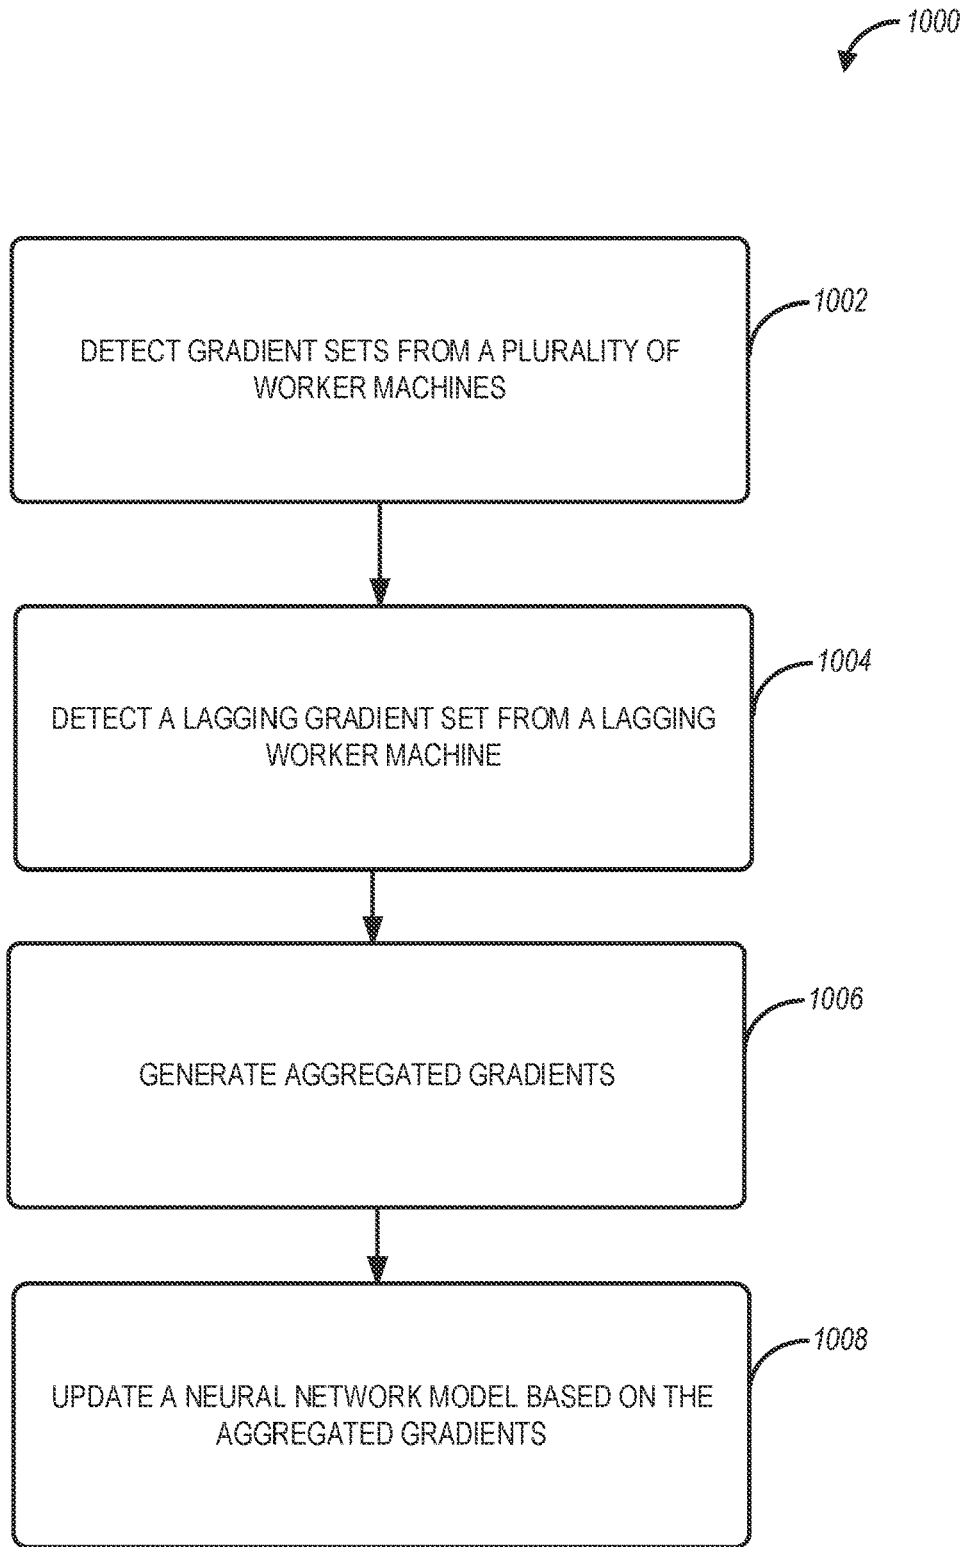 1000
DETECT GRADIENT SETS FROM A PLURALITY OF
WORKER MACHINES
1002
DETECT A LAGGING GRADIENT SET FROM A LAGGING
WORKER MACHINE
1004
GENERATE AGGREGATED GRADIENTS
1006
UPDATE A NEURAL NETWORK MODEL BASED ON THE
AGGREGATED GRADIENTS
1008